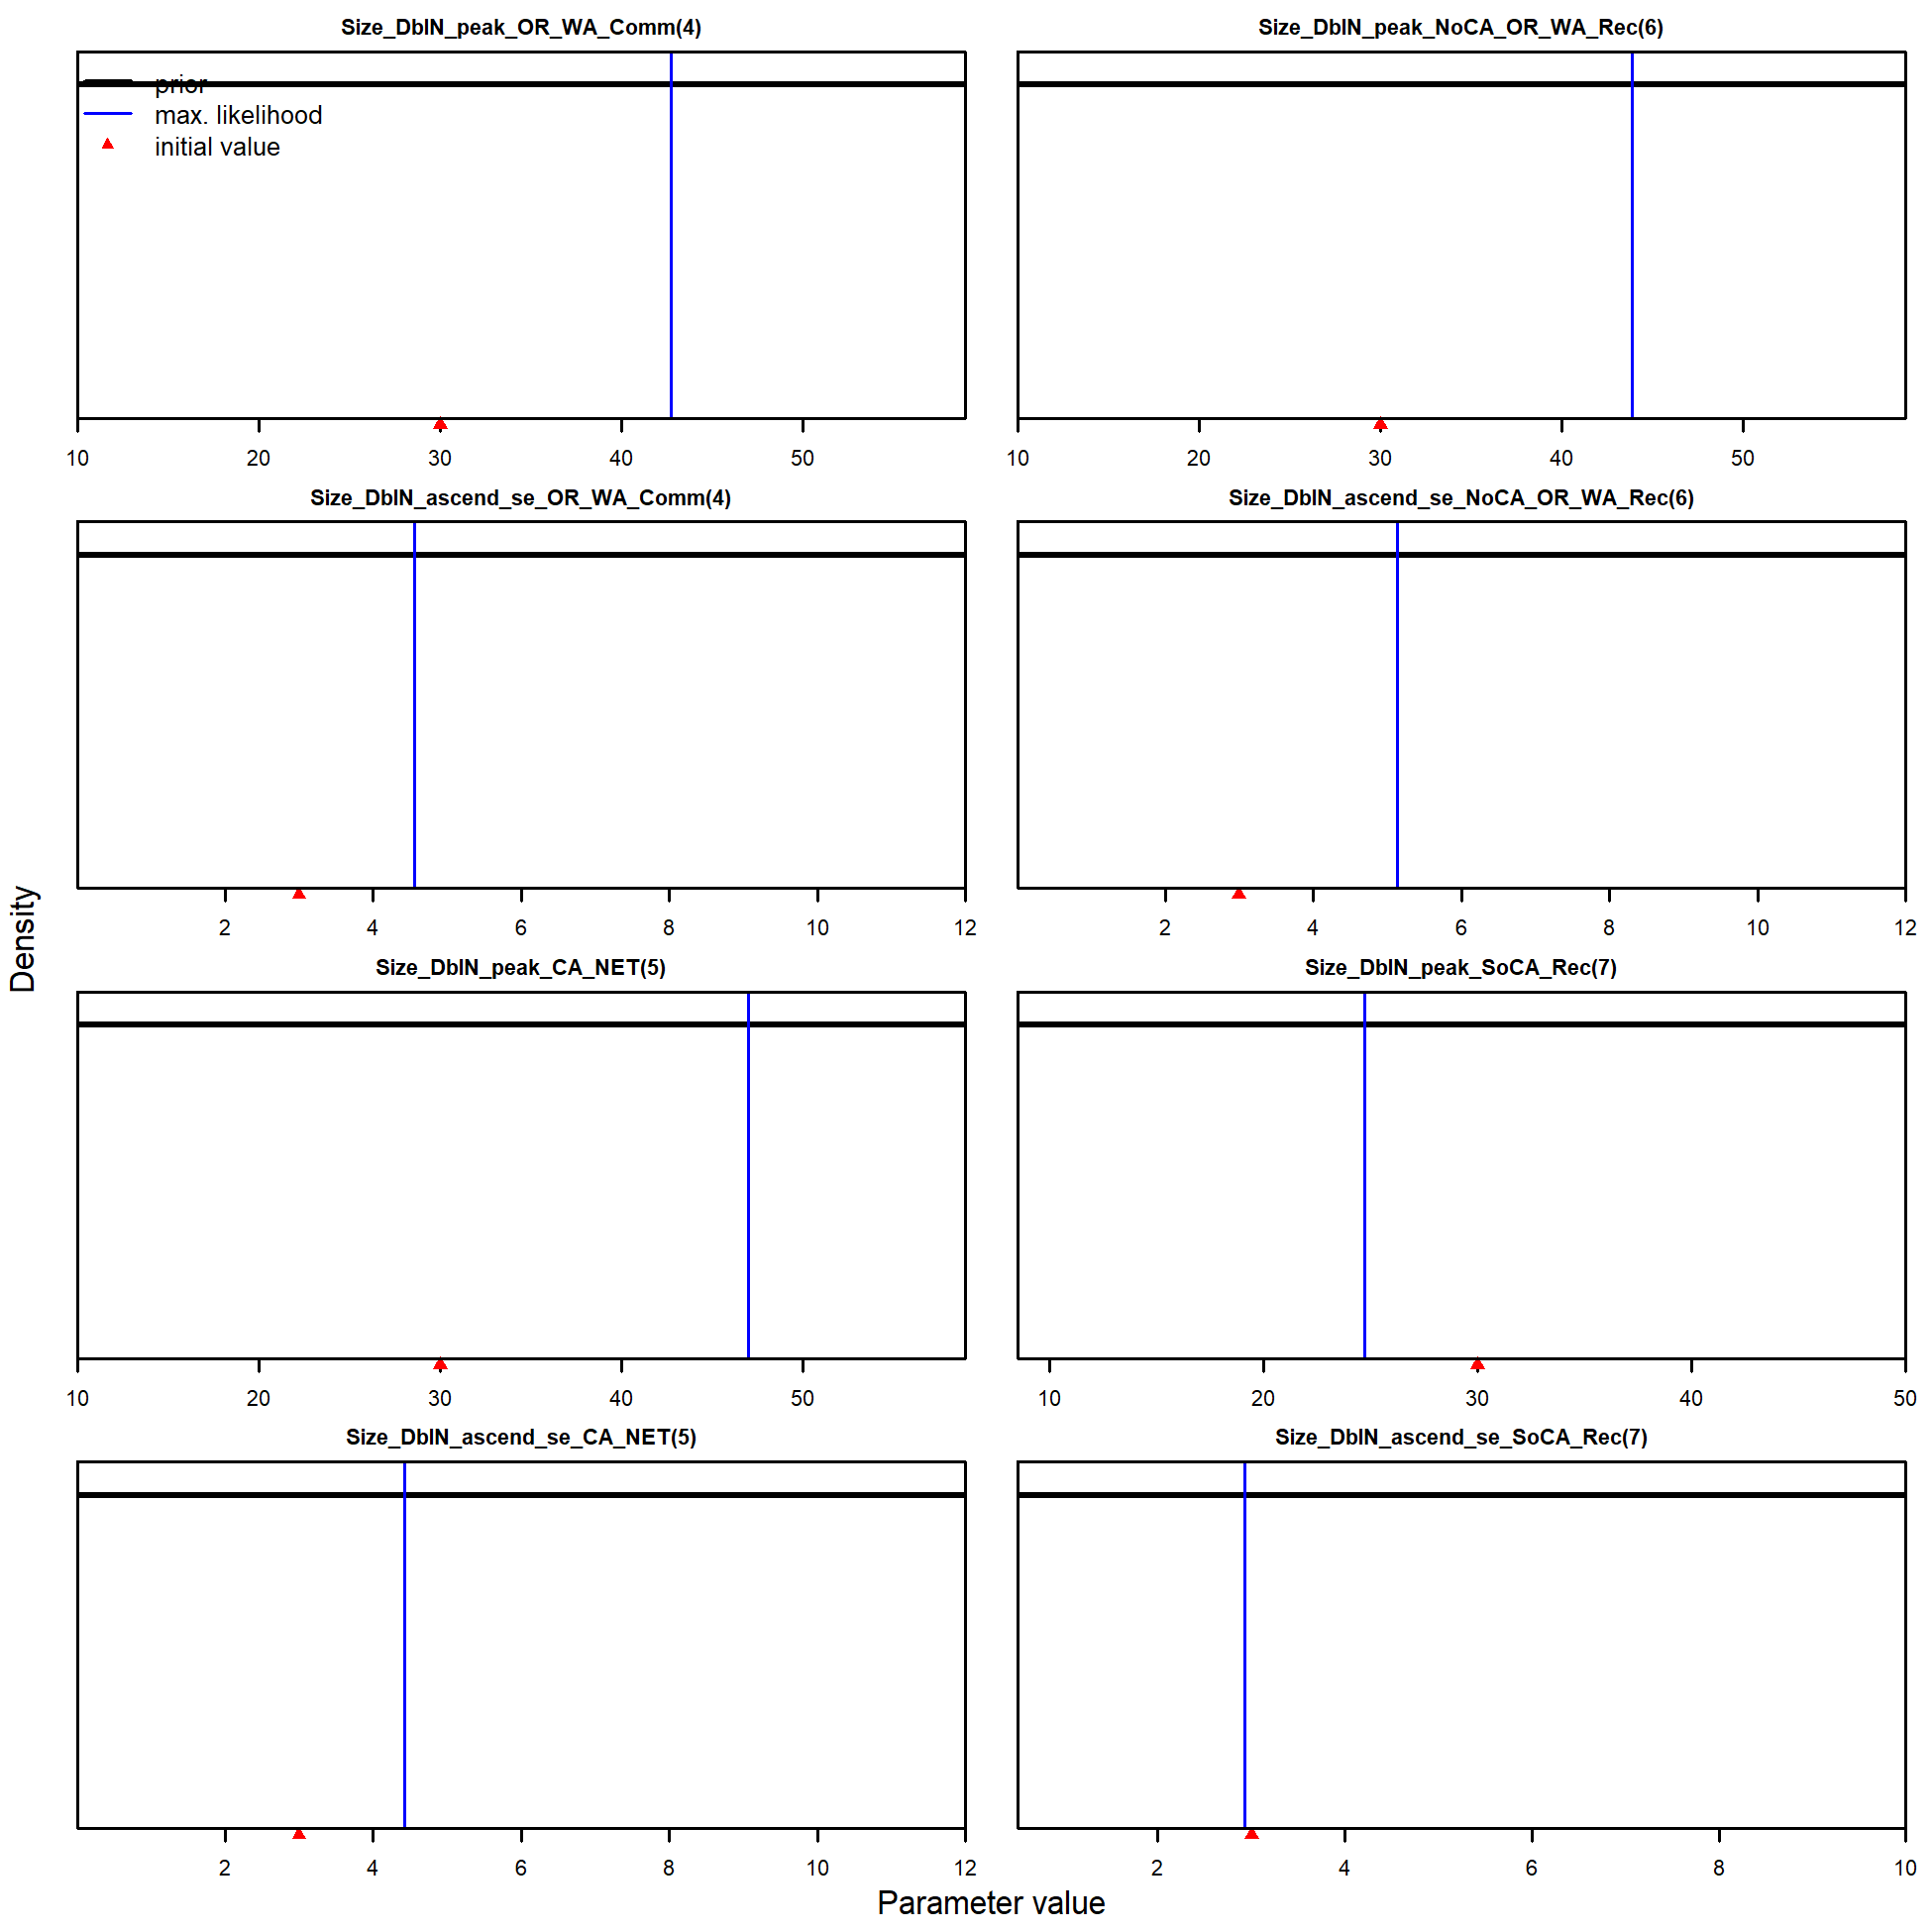 Size_DblN_peak_OR_WA_Comm(4)
Size_DblN_peak_NoCA_OR_WA_Rec(6)
prior
max. likelihood
initial value
10 20 30 40 50
10 20 30 40 50
Size_DblN_ascend_se_OR_WA_Comm(4)
Size_DblN_ascend_se_NoCA_OR_WA_Rec(6)
2 4 6 8 10 12
2 4 6 8 10 12
Density
Size_DblN_peak_CA_NET(5)
Size_DblN_peak_SoCA_Rec(7)
10 20 30 40 50
10 20 30 40 50
Size_DblN_ascend_se_CA_NET(5)
Size_DblN_ascend_se_SoCA_Rec(7)
2 4 6 8 10 12
2 4 6 8 10
Parameter value